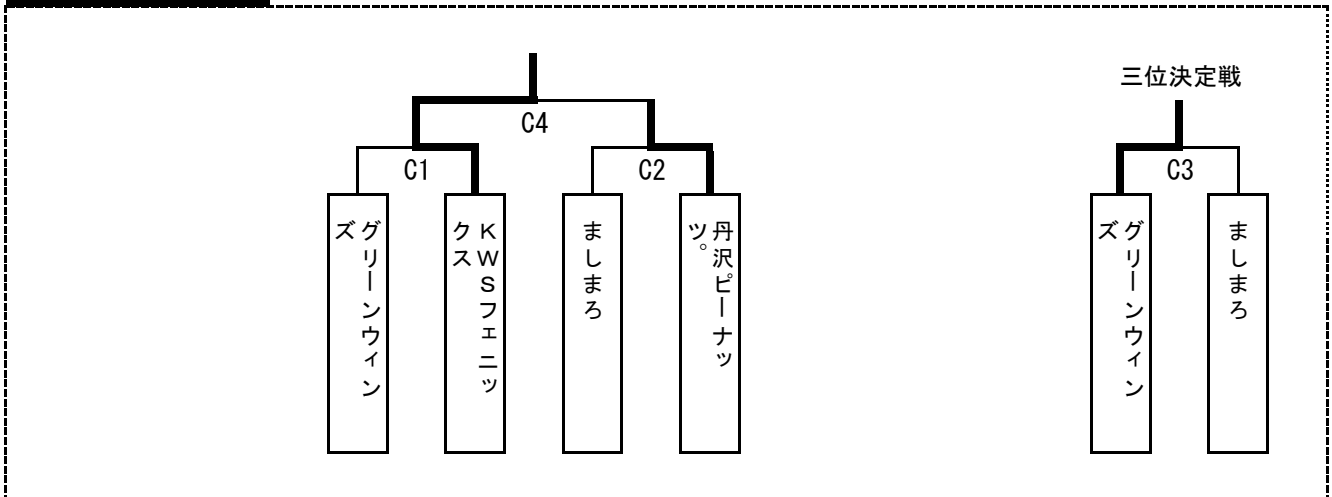 三位決定戦
C4
C1
C2
C3
グリーンウィン
ズ
KWSフェニッ
クス
ましまろ
丹沢ピーナッ
ツ。
グリーンウィン
ズ
ましまろ